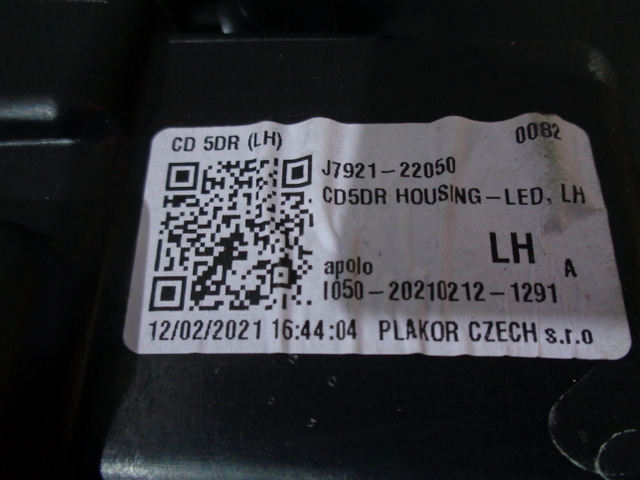 CD 5DR (LH)
0082
J7921-22050
CD5DR HOUSING-LED, LH
LH
A
apolo
I050-20210212-1291
12/02/2021 16:44:04 PLAKOR CZECH s.r.o